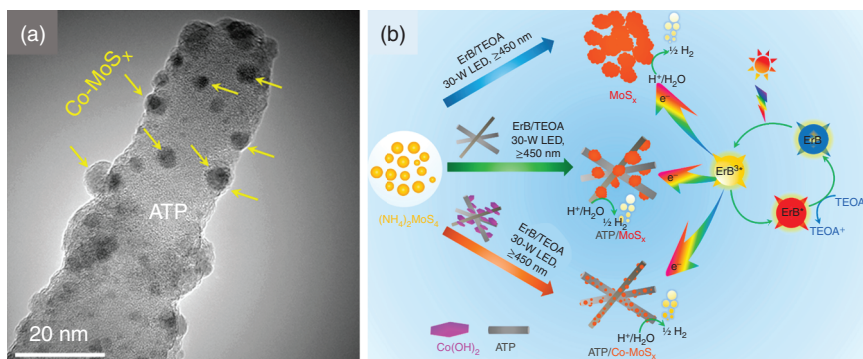 (a)
Co-MoSx
ATP
20 nm
(b)
ErB/TEOA
30-W LED, ≥450 nm
MoSx
½ H2
H+/H2O
e−
ErB
ErB/TEOA
30-W LED,
≥450 nm
(NH4)2MoS4
e−
ErB3*
ErB•
TEOA
TEOA+
H+/H2O
½ H2
ATP/MoSx
ErB/TEOA
30-W LED,
≥450 nm
e−
Co(OH)2
ATP
H+/H2O
½ H2
ATP/Co-MoSx